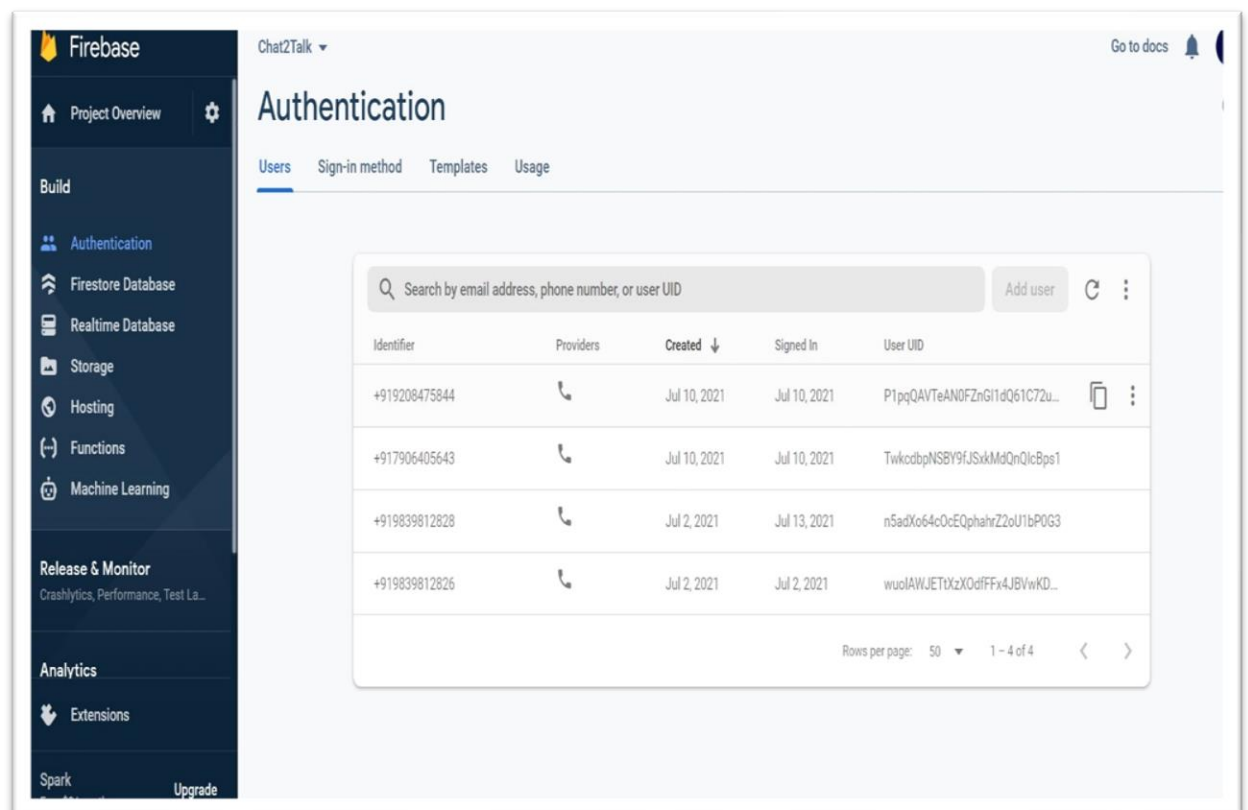 Firebase
Project Overview
Build
Authentication
Firestore Database
Realtime Database
Storage
Hosting
Functions
Machine Learning
Release & Monitor
Crashlytics, Performance, Test La...
Analytics
Extensions
Spark
Upgrade
Chat2Talk
Go to docs
Authentication
Users Sign-in method Templates Usage
Search by email address, phone number, or user UID Add user
Identifier Providers Created Signed In User UID
+919208475844 Jul 10, 2021 Jul 10, 2021 P1pqQAVTeAN0FZnGI1dQ61C72u...
+917906405643 Jul 10, 2021 Jul 10, 2021 TwkcdbpNSBY9fJSxkMdQnQlcBps1
+919839812828 Jul 2, 2021 Jul 13, 2021 n5adXo64cOcEQphahrZ2oU1bP0G3
+919839812826 Jul 2, 2021 Jul 2, 2021 wuoIAWJETtXzXOdfFFx4JBVwKD...
Rows per page: 50 1 – 4 of 4